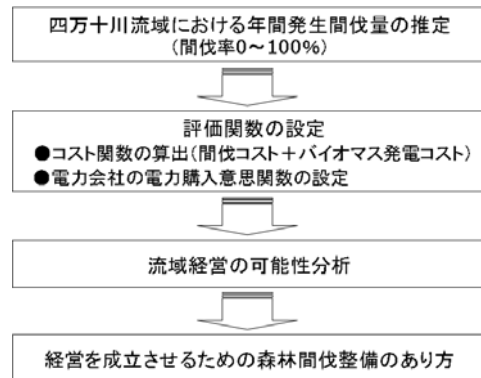 四万十川流域における年間発生間伐量の推定
(間伐率0～100%)
評価関数の設定
●コスト関数の算出(間伐コスト＋バイオマス発電コスト)
●電力会社の電力購入意思関数の設定
流域経営の可能性分析
経営を成立させるための森林間伐整備のあり方